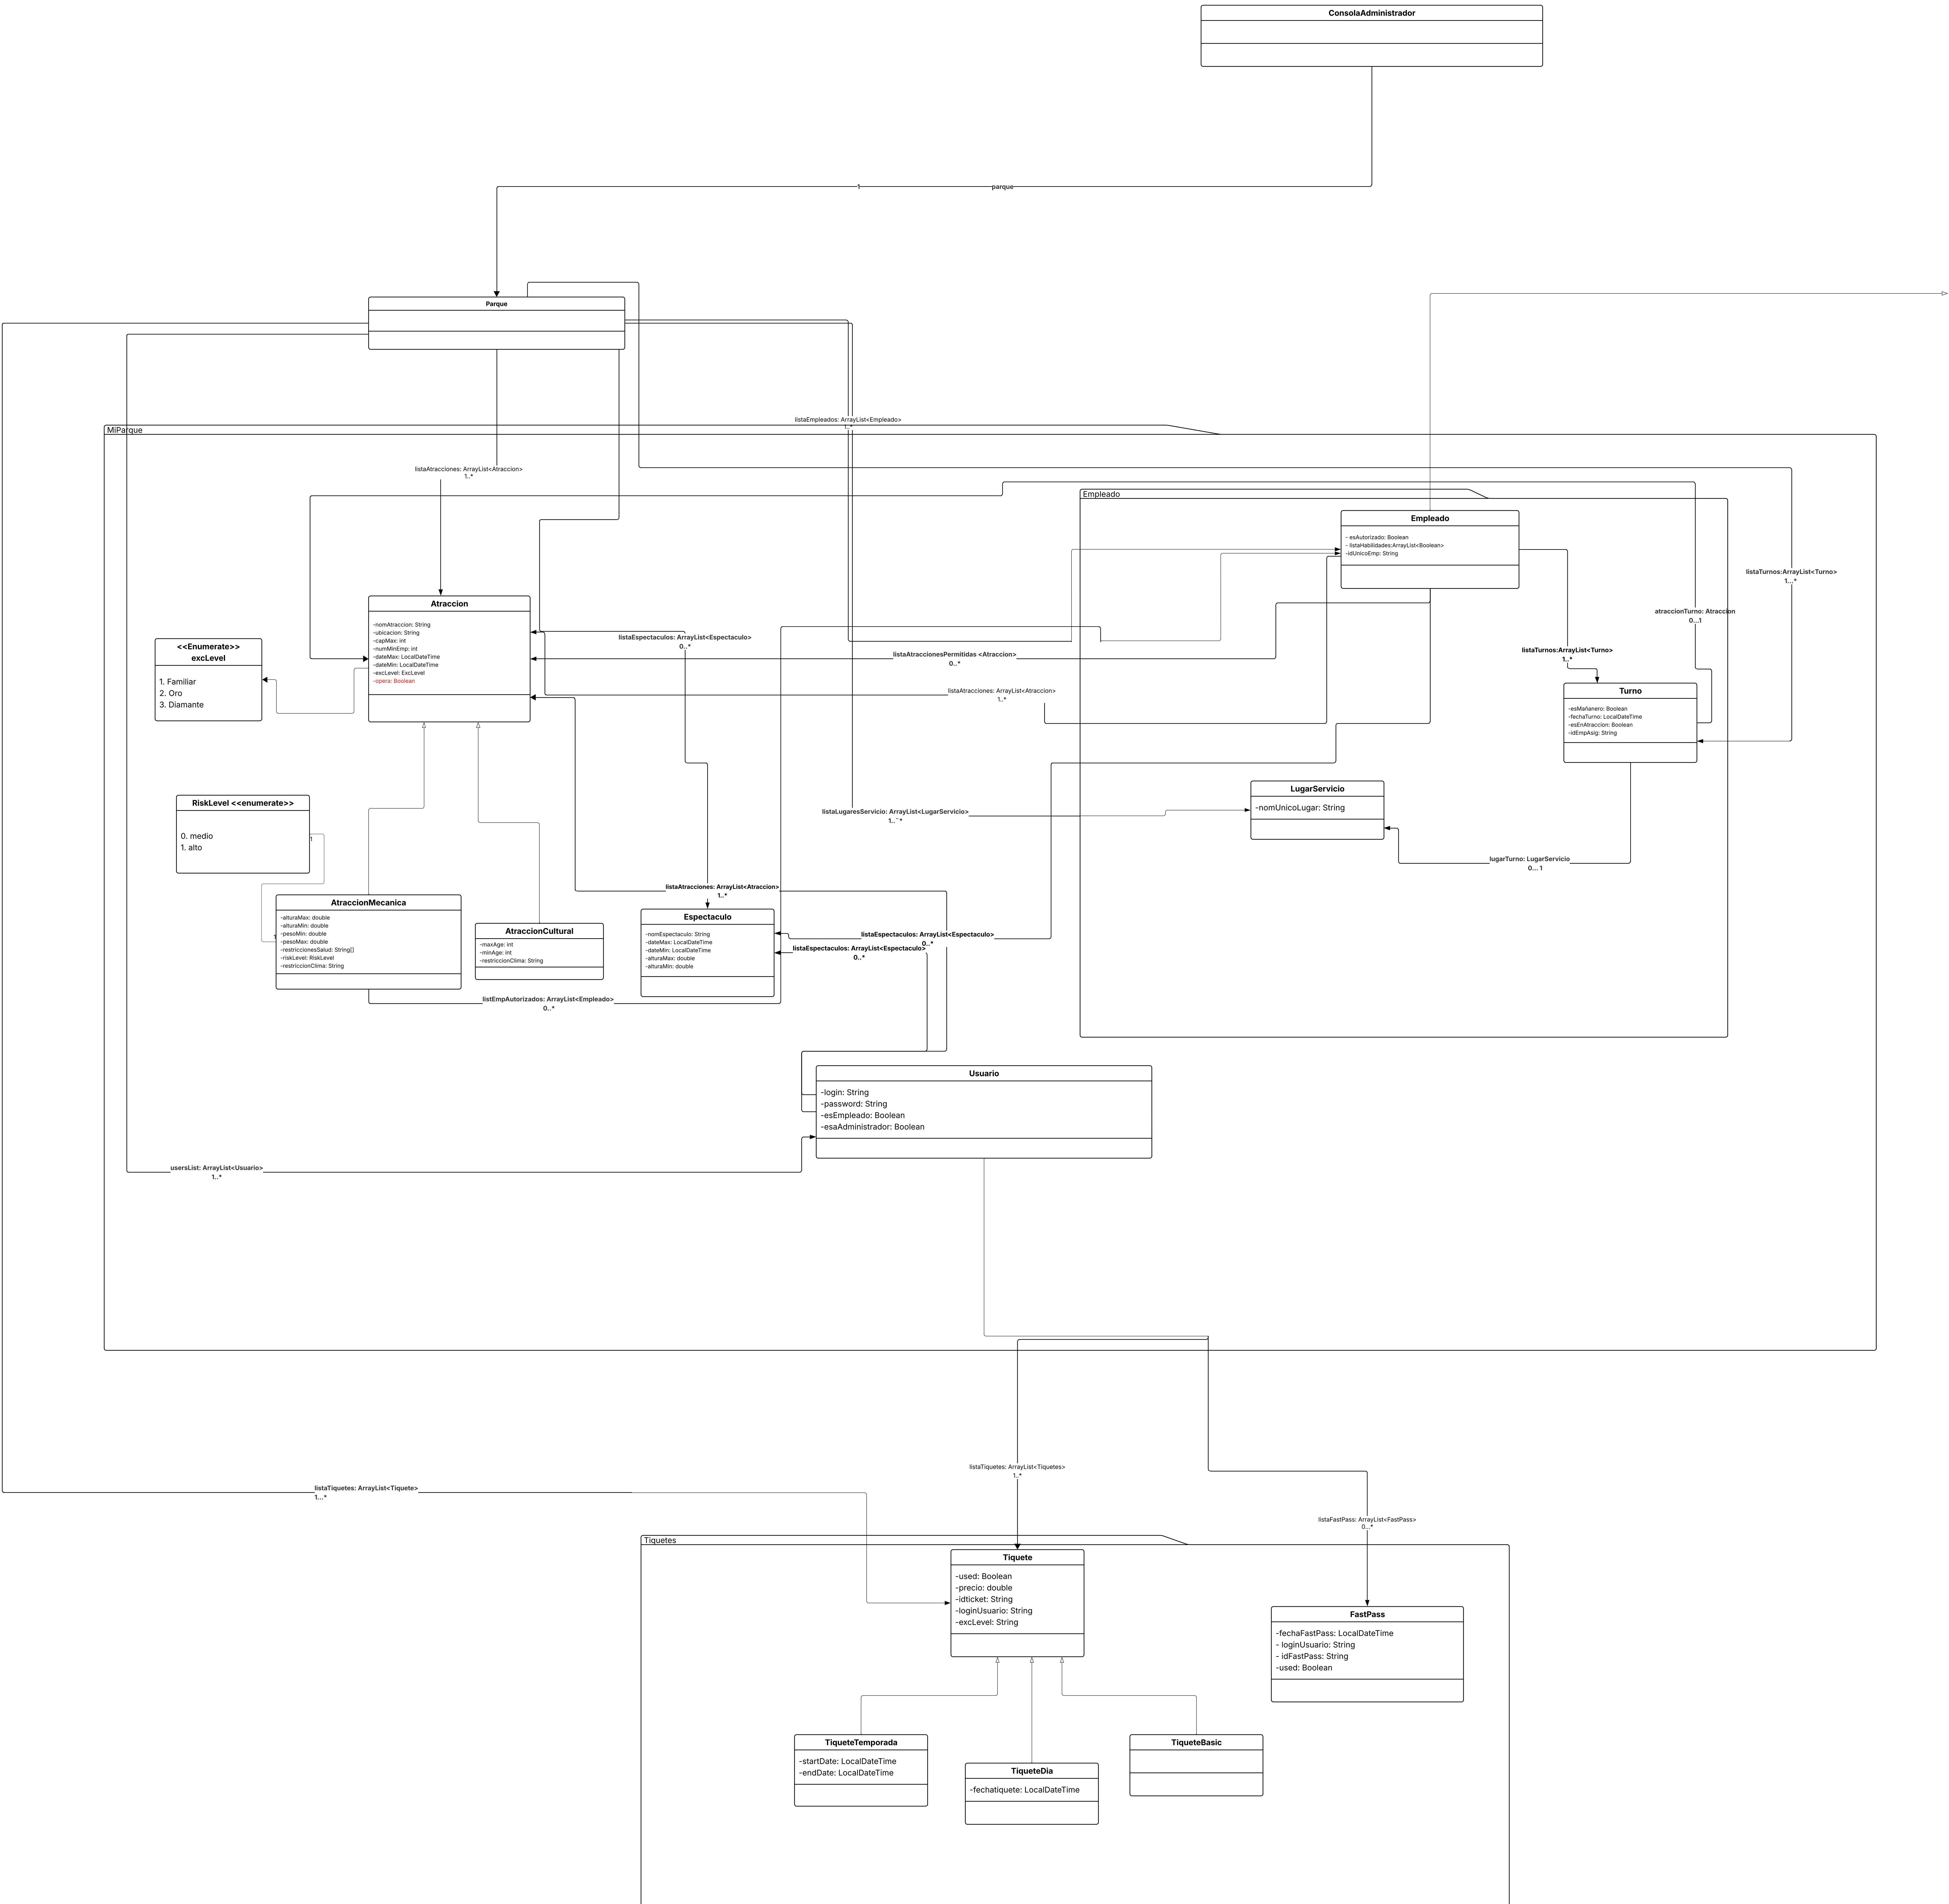 ConsolaAdministrador
1
parque
Parque
listaEmpleados: ArrayList<Empleado>
1..*
MiParque
listaAtracciones: ArrayList<Atraccion>
1..*
Empleado
Empleado
- esAutorizado: Boolean
- listaHabilidades:ArrayList<Boolean>
-idUnicoEmp: String
listaTurnos:ArrayList<Turno>
1...*
atraccionTurno: Atraccion
0...1
Atraccion
-nomAtraccion: String
-ubicacion: String
-capMax: int
-numMinEmp: int
-dateMax: LocalDateTime
-dateMin: LocalDateTime
-excLevel: ExcLevel
-opera: Boolean
<<Enumerate>>
excLevel
1. Familiar
2. Oro
3. Diamante
listaEspectaculos: ArrayList<Espectaculo>
0..*
listaAtraccionesPermitidas <Atraccion>
0..*
listaTurnos:ArrayList<Turno>
1..*
listaAtracciones: ArrayList<Atraccion>
1..*
Turno
-esMañanero: Boolean
-fechaTurno: LocalDateTime
-esEnAtraccion: Boolean
-idEmpAsig: String
LugarServicio
-nomUnicoLugar: String
listaLugaresServicio: ArrayList<LugarServicio>
1..¨*
lugarTurno: LugarServicio
0... 1
RiskLevel <<enumerate>>
0. medio
1. alto
1
1
AtraccionMecanica
-alturaMax: double
-alturaMin: double
-pesoMin: double
-pesoMax: double
-restriccionesSalud: String[]
-riskLevel: RiskLevel
-restriccionClima: String
AtraccionCultural
-maxAge: int
-minAge: int
-restriccionClima: String
listaAtracciones: ArrayList<Atraccion>
1..*
Espectaculo
-nomEspectaculo: String
-dateMax: LocalDateTime
-dateMin: LocalDateTime
-alturaMax: double
-alturaMin: double
listaEspectaculos: ArrayList<Espectaculo>
0..*
listaEspectaculos: ArrayList<Espectaculo>
0..*
listEmpAutorizados: ArrayList<Empleado>
0..*
Usuario
-login: String
-password: String
-esEmpleado: Boolean
-esaAdministrador: Boolean
usersList: ArrayList<Usuario>
1..*
listaTiquetes: ArrayList<Tiquetes>
1..*
listaTiquetes: ArrayList<Tiquete>
1...*
listaFastPass: ArrayList<FastPass>
0...*
Tiquetes
Tiquete
-used: Boolean
-precio: double
-idticket: String
-loginUsuario: String
-excLevel: String
FastPass
-fechaFastPass: LocalDateTime
- loginUsuario: String
- idFastPass: String
-used: Boolean
TiqueteTemporada
-startDate: LocalDateTime
-endDate: LocalDateTime
TiqueteDia
-fechatiquete: LocalDateTime
TiqueteBasic